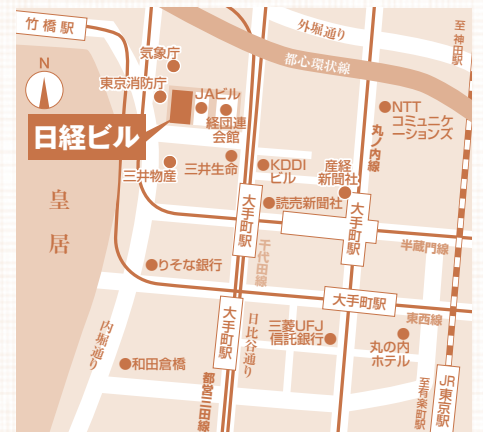 竹橋駅
外堀通り
至 神田駅
気象庁
都心環状線
N
東京消防庁
JAビル
NTT
コミュニケ
ーションズ
経団連
会館
日経ビル
丸ノ内線
三井物産
三井生命
KDDI
ビル
産経
新聞社
皇居
大手町駅
読売新聞社
大手町駅
千代田線
半蔵門線
りそな銀行
大手町駅
大手町駅
東西線
日比谷通り
三菱UFJ
信託銀行
内堀通り
丸の内
ホテル
和田倉橋
都営三田線
至有楽町駅
JR東京駅